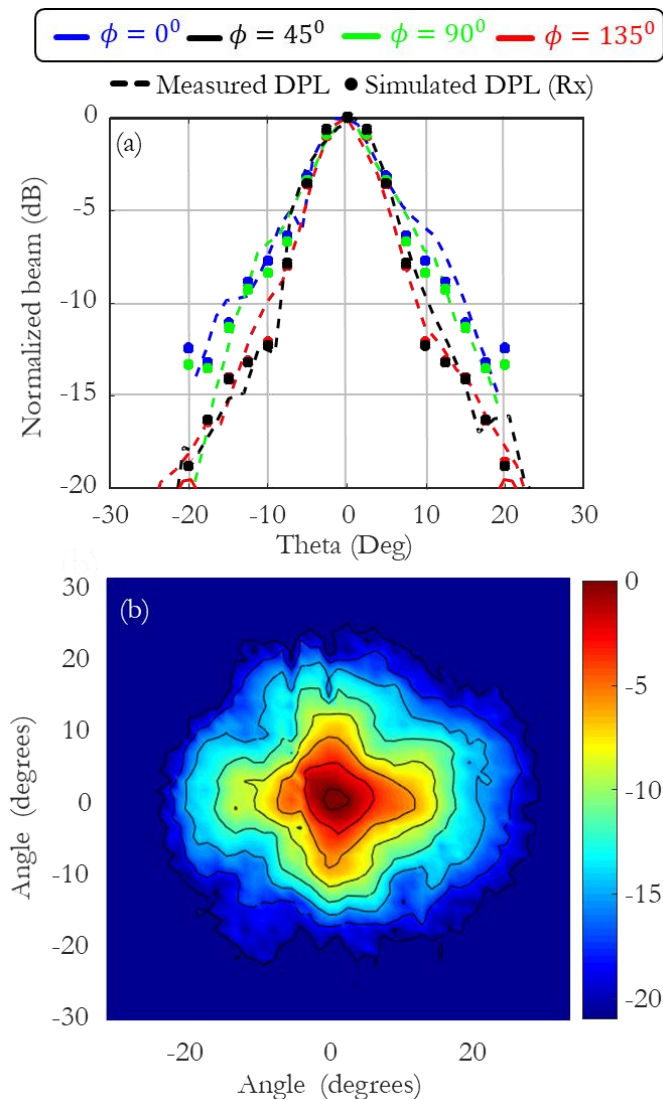 ϕ = 0⁰ ϕ = 45⁰ ϕ = 90⁰ ϕ = 135⁰
Measured DPL Simulated DPL (Rx)
(a)
Normalized beam (dB)
0
-5
-10
-15
-20
-30 -20 -10 0 10 20 30
Theta (Deg)
(b)
Angle (degrees)
30
20
10
0
-10
-20
-30
-20 0 20
Angle (degrees)
0
-5
-10
-15
-20